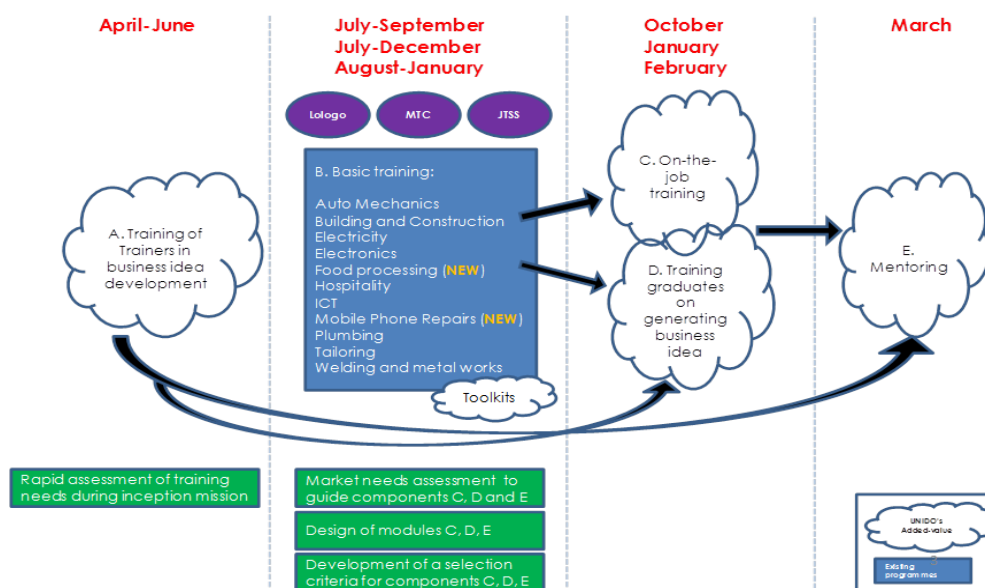 April-June
July-September
July-December
August-January
October
January
February
March
Lologo
MTC
JTSS
A. Training of
Trainers in
business idea
development
B. Basic training:
Auto Mechanics
Building and Construction
Electricity
Electronics
Food processing (NEW)
Hospitality
ICT
Mobile Phone Repairs (NEW)
Plumbing
Tailoring
Welding and metal works
Toolkits
C. On-the-
job
training
D. Training
graduates
on
generating
business
idea
E.
Mentoring
Rapid assessment of training
needs during inception mission
Market needs assessment to
guide components C, D and E
Design of modules C, D, E
Development of a selection
criteria for components C, D, E
UNIDO's
Added-value
3
Existing
programmes